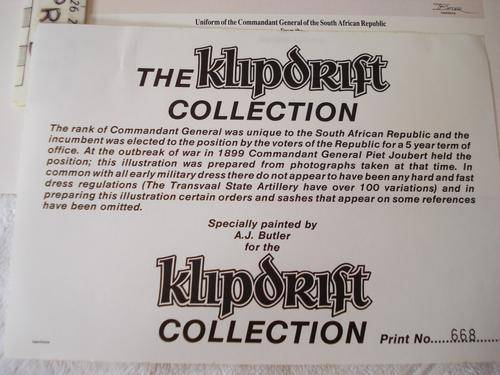 Uniform of the Commandant General of the South African Republic
THE klipdrift
COLLECTION
The rank of Commandant General was unique to the South African Republic and the
incumbent was elected to the position by the voters of the Republic for a 5 year term of
office. At the outbreak of war in 1899 Commandant General Piet Joubert held the
position; this illustration was prepared from photographs taken at that time. In
common with all early military dress there do not appear to have been any hard and fast
dress regulations (The Transvaal State Artillery have over 100 variations) and in
preparing this illustration certain orders and sashes that appear on some references
have been omitted.
Specially painted by
A.J. Butler
for the
klipdrift
COLLECTION
Print No. 668